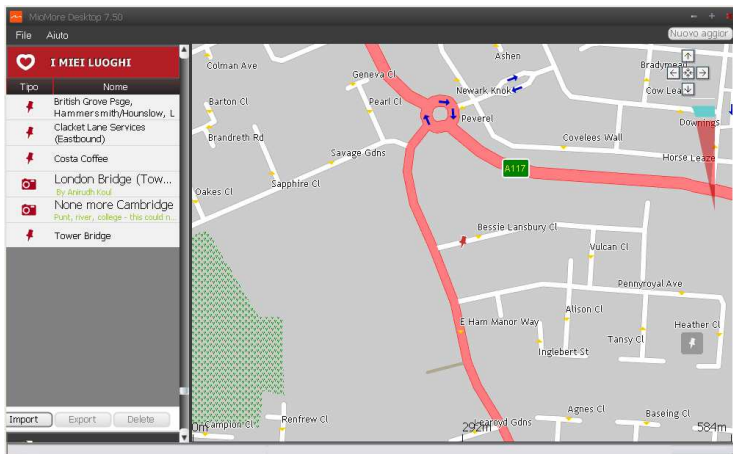 MioMore Desktop 7.50
File Aiuto
Nuovo aggior
I MIEI LUOGHI
Tipo Nome
British Grove Psge,
Hammersmith/Hounslow, L
Clacket Lane Services
(Eastbound)
Costa Coffee
London Bridge (Tow...
By Anirudh Koul
None more Cambridge
Punt, river, college - this could n...
Tower Bridge
Import Export Delete
Colman Ave
Geneva Cl
Ashen
Bradymead
Newark Knok
Cow Lea
Barton Cl
Pearl Cl
Peverel
Downings
Brandreth Rd
Covelees Wall
Savage Gdns
Horse Leaze
A117
Sapphire Cl
Oakes Cl
Bessie Lansbury Cl
Vulcan Cl
Pennyroyal Ave
Alison Cl
E Ham Manor Way
Heather Cl
Tansy Cl
Inglebert St
Agnes Cl
Baseing Cl
Renfrew Cl
Campion Cl
Gdns
0m
292m
584m